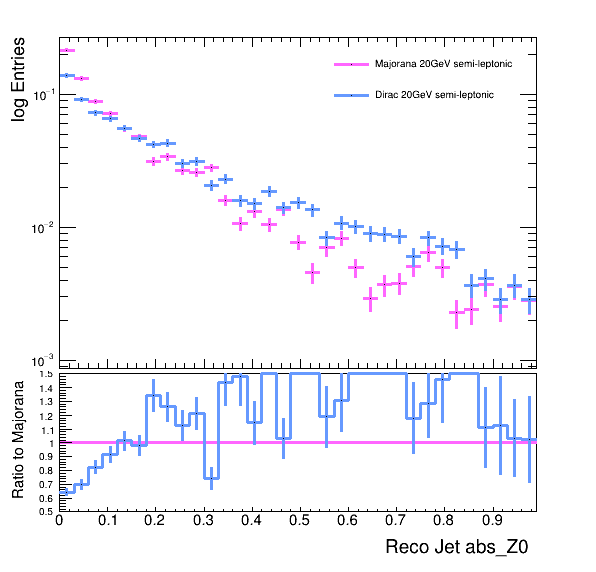 log Entries
Majorana 20GeV semi-leptonic
Dirac 20GeV semi-leptonic
10⁻¹
10⁻²
10⁻³
Ratio to Majorana
1.5
1.4
1.3
1.2
1.1
1
0.9
0.8
0.7
0.6
0.5
0 0.1 0.2 0.3 0.4 0.5 0.6 0.7 0.8 0.9
Reco Jet abs_Z0